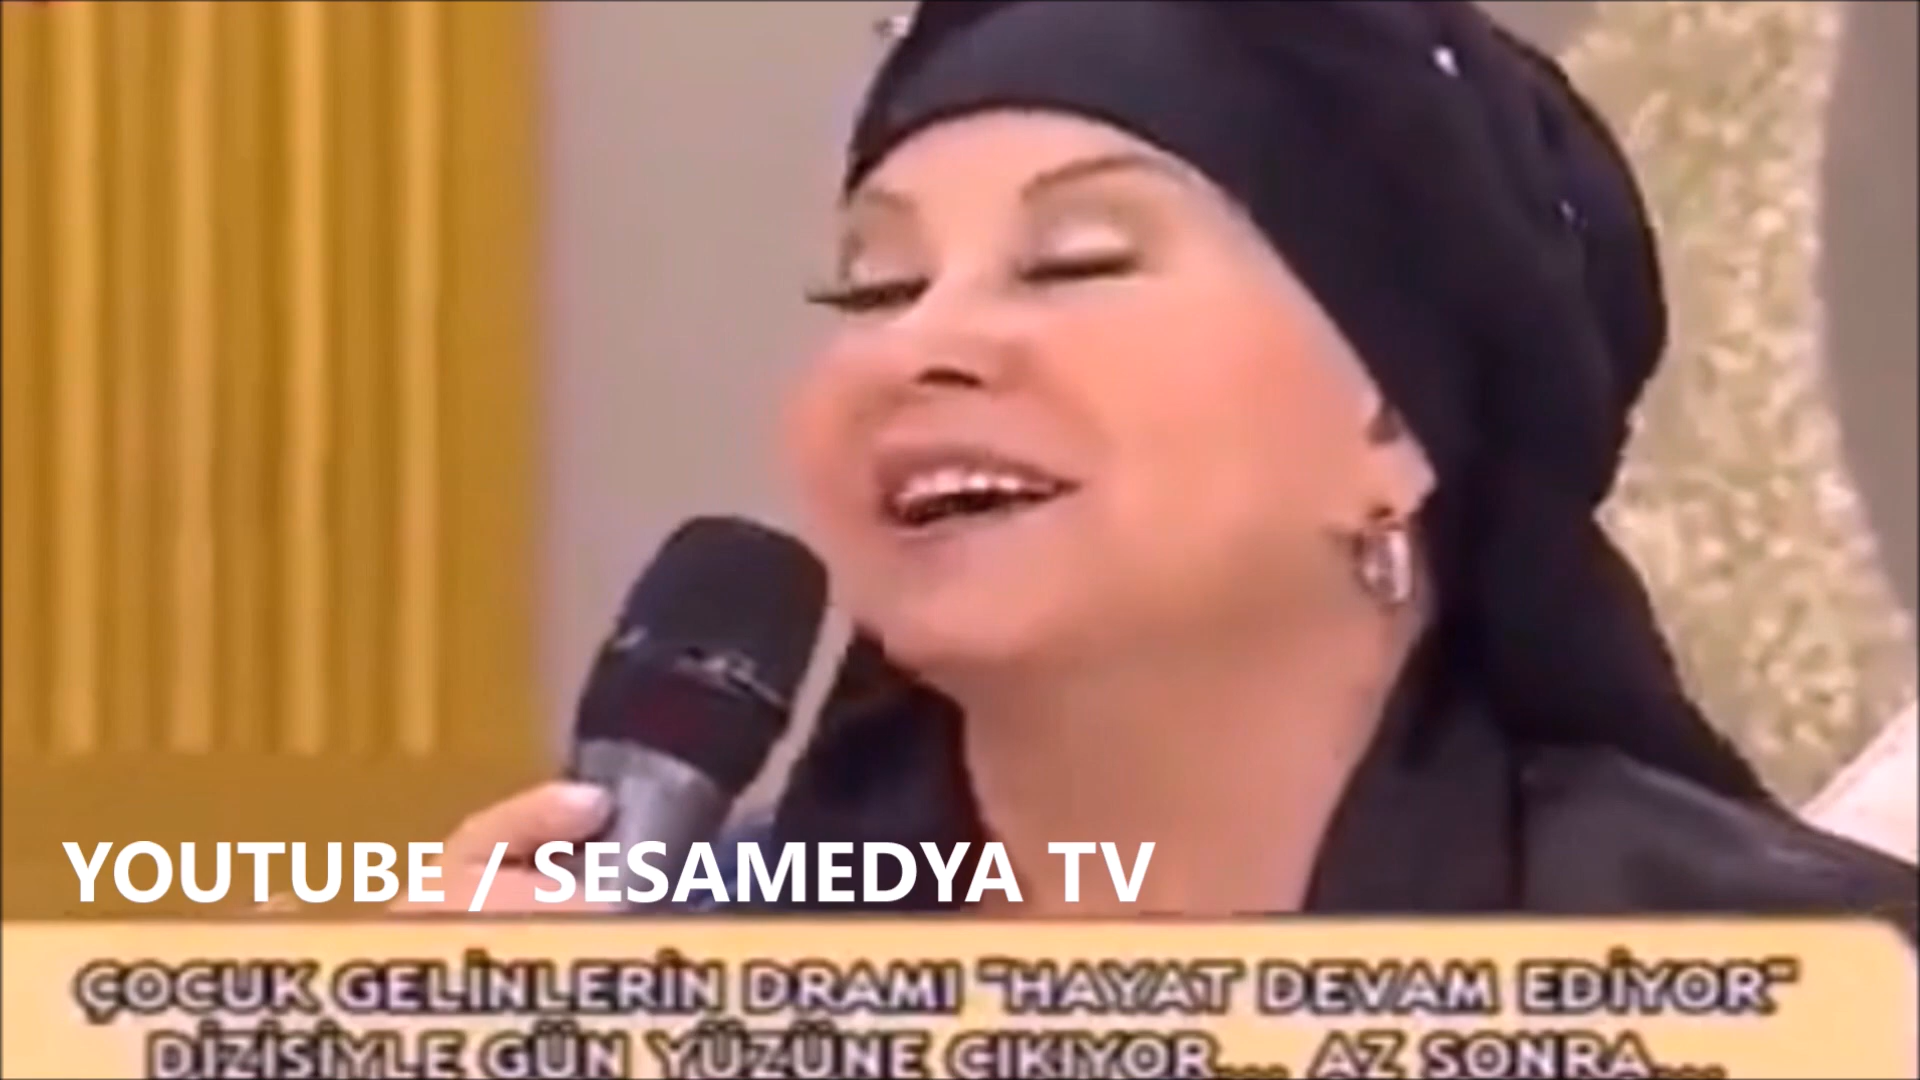 YOUTUBE / SESAMEDYA TV
ÇOCUK GELİNLERİN DRAMI "HAYAT DEVAM EDİYOR"
DİZİSİYLE GÜN YÜZÜNE ÇIKIYOR... AZ SONRA...